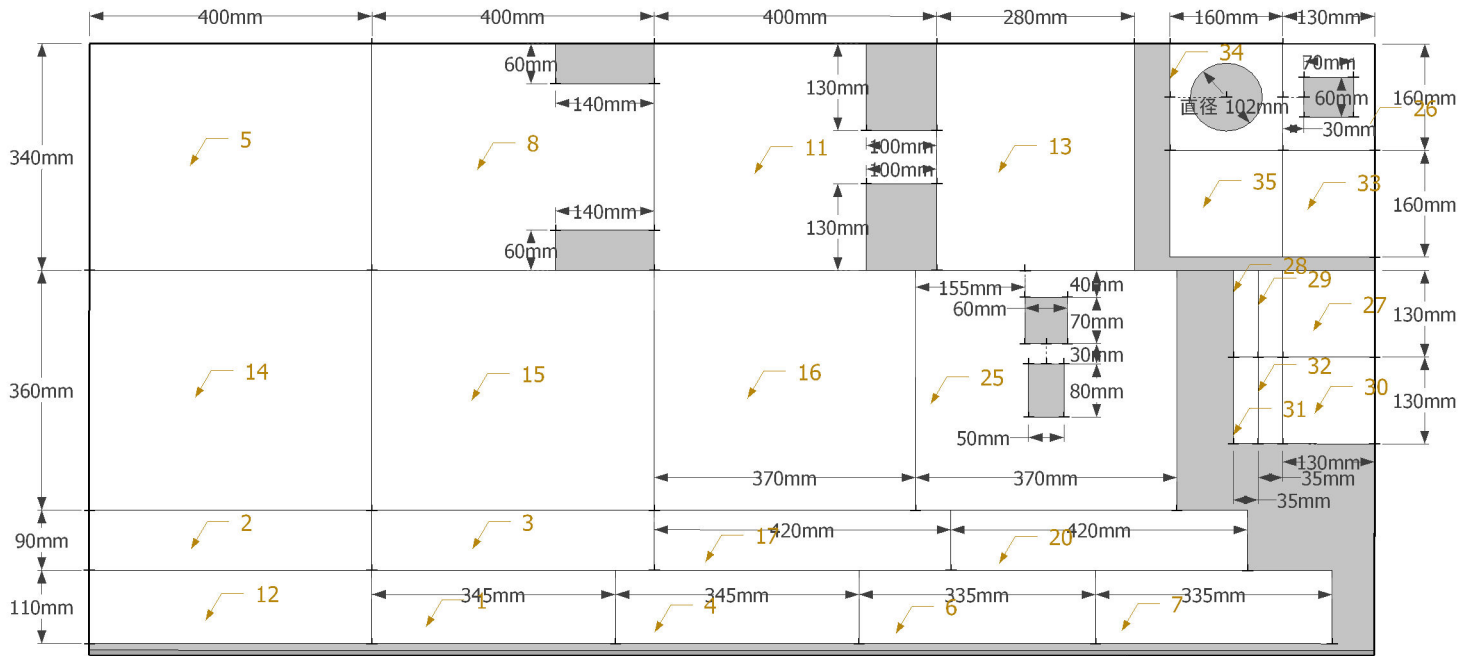 400mm 400mm 400mm 280mm 160mm 130mm
34
60mm 70mm
130mm 60mm 160mm
140mm 直径 102mm 26
30mm
5 8 11 100mm 13
340mm 100mm
35 33
140mm 160mm
60mm 130mm
28
155mm 40mm 29
60mm 70mm 27 130mm
30mm
32
14 15 16 25 80mm 30
360mm 31 130mm
50mm
130mm
370mm 370mm 35mm
35mm
2 3 17 20
90mm 420mm 420mm
12 345mm 1 345mm 4 335mm 6 335mm 7
110mm